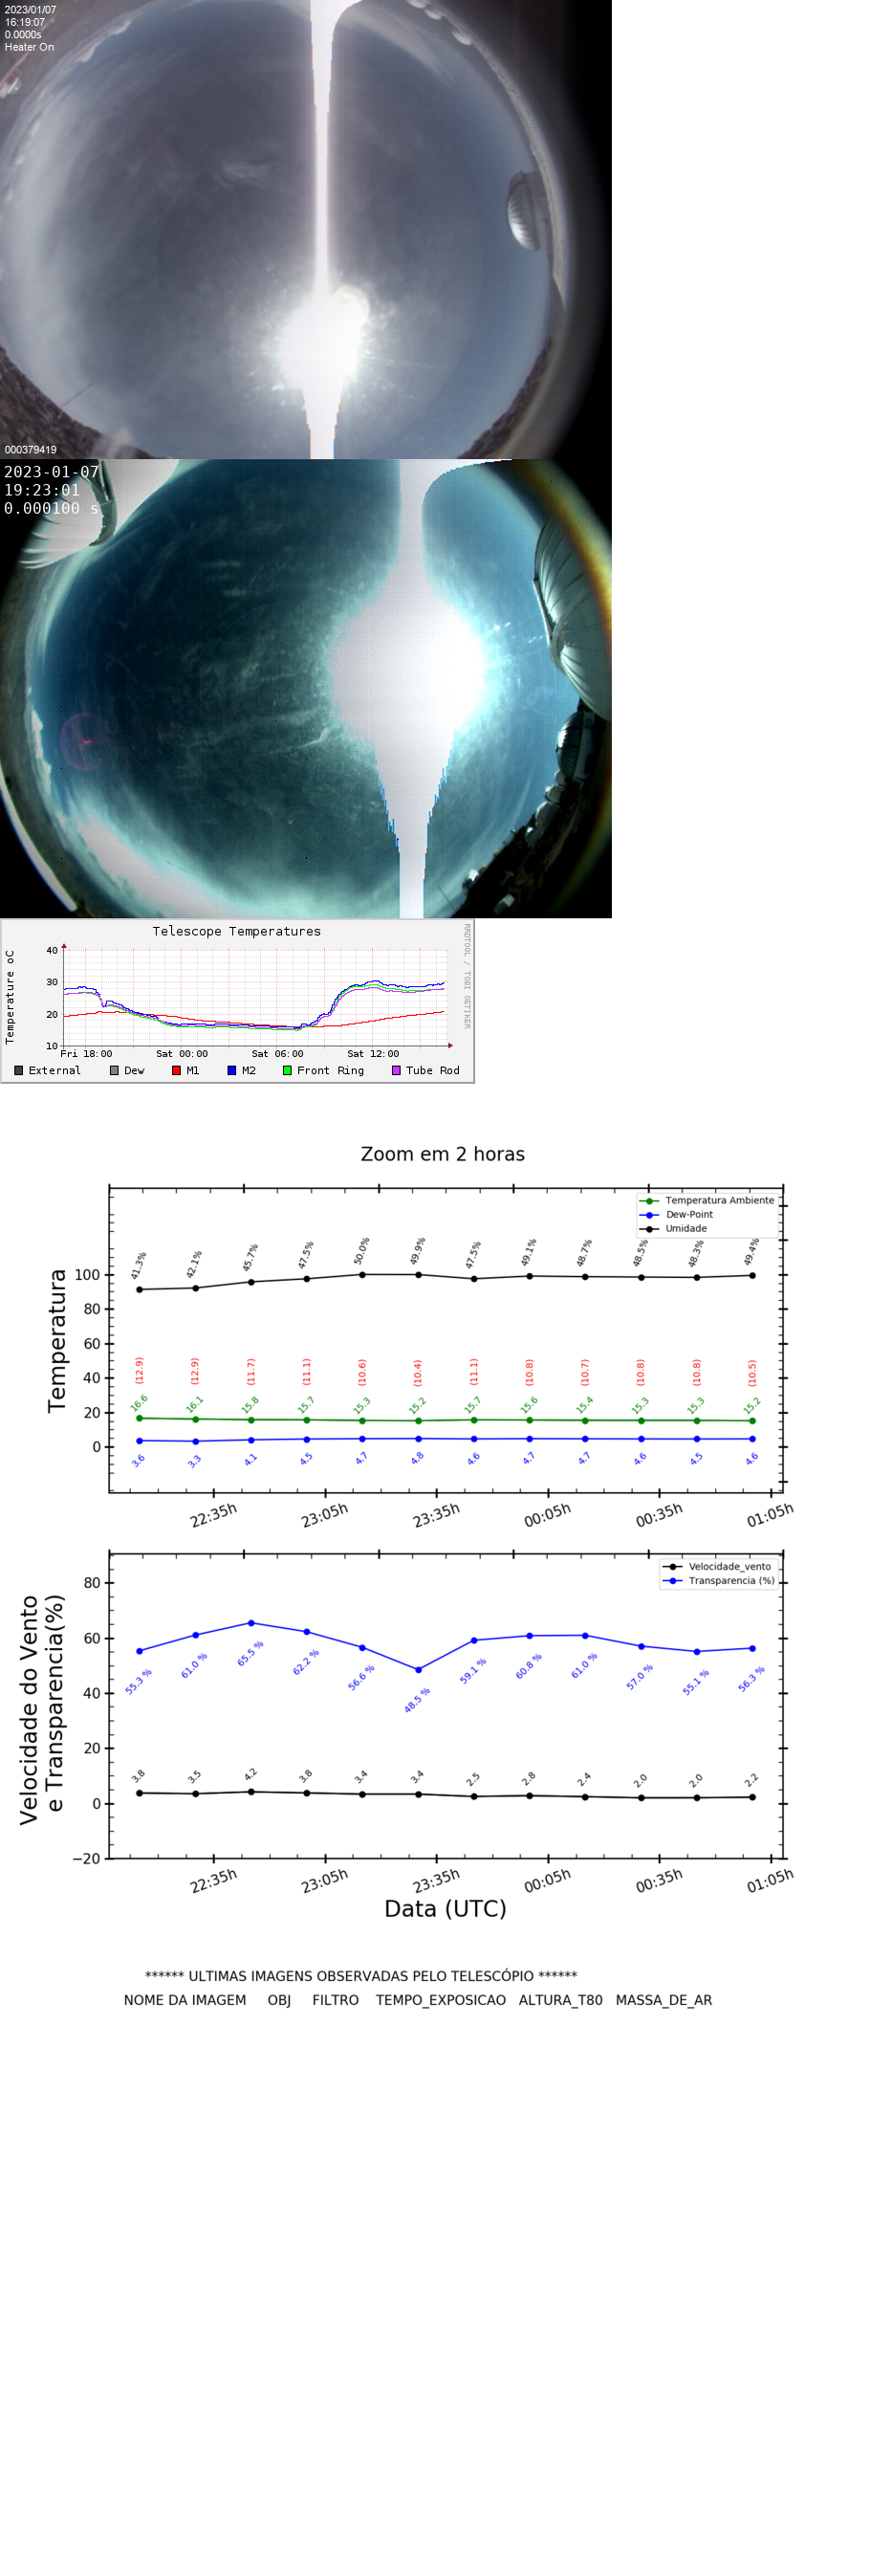 2023/01/07
16:19:07
0.0000s
Heater On
000379419
2023-01-07
19:23:01
0.000100 s
Telescope Temperatures
RRDTOOL / TOBI OETIKER
Temperature oC
40
30
20
10
Fri 18:00 Sat 00:00 Sat 06:00 Sat 12:00
External Dew M1 M2 Front Ring Tube Rod
Zoom em 2 horas
Temperatura Ambiente
Dew-Point
Umidade
Temperatura
100
80
60
40
20
0
41.3% 42.1% 45.7% 47.5% 50.0% 49.9% 47.5% 49.1% 48.7% 48.5% 48.3% 49.4%
(12.9) (12.9) (11.7) (11.1) (10.6) (10.4) (11.1) (10.8) (10.7) (10.8) (10.8) (10.5)
16.6 16.1 15.8 15.7 15.3 15.2 15.7 15.6 15.4 15.3 15.3 15.2
3.6 3.3 4.1 4.5 4.7 4.8 4.6 4.7 4.7 4.6 4.5 4.6
22:35h 23:05h 23:35h 00:05h 00:35h 01:05h
Velocidade_vento
Transparencia (%)
Velocidade do Vento
e Transparencia(%)
80
60
40
20
0
−20
55.3 % 61.0 % 65.5 % 62.2 % 56.6 % 48.5 % 59.1 % 60.8 % 61.0 % 57.0 % 55.1 % 56.3 %
3.8 3.5 4.2 3.8 3.4 3.4 2.5 2.8 2.4 2.0 2.0 2.2
22:35h 23:05h 23:35h 00:05h 00:35h 01:05h
Data (UTC)
****** ULTIMAS IMAGENS OBSERVADAS PELO TELESCÓPIO ******
NOME DA IMAGEM OBJ FILTRO TEMPO_EXPOSICAO ALTURA_T80 MASSA_DE_AR